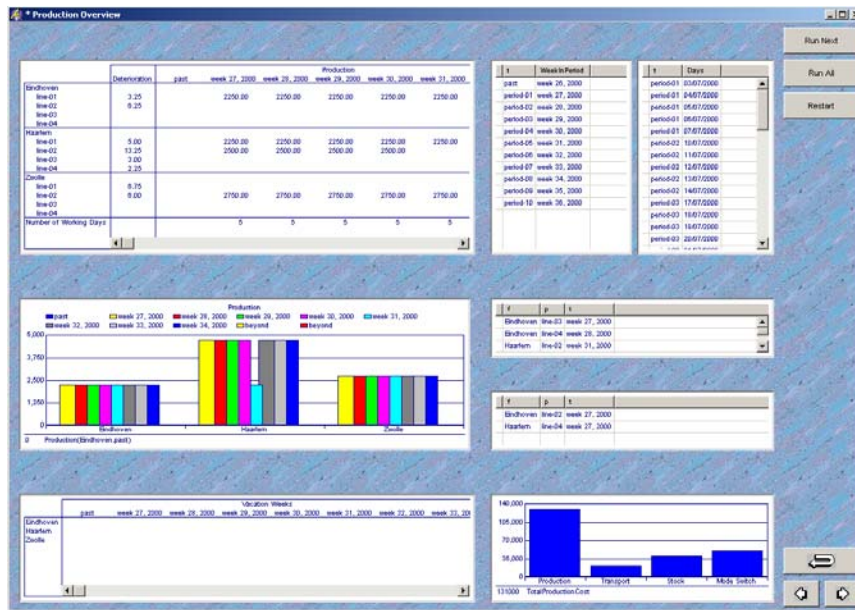 * Production Overview
Production
Deterioration past week 27, 2000 week 28, 2000 week 29, 2000 week 30, 2000 week 31, 2000
Eindhoven
line-01 3.25 2250.00 2250.00 2250.00 2250.00 2250.00
line-02 8.25
line-03
line-04
Haarlem
line-01 5.00 2250.00 2250.00 2250.00 2250.00 2250.00
line-02 13.25 2500.00 2500.00 2500.00 2500.00
line-03 3.00
line-04 2.25
Zwolle
line-01 8.75
line-02 6.00 2750.00 2750.00 2750.00 2750.00 2750.00
line-03
line-04
Number of Working Days 5 5 5 5 5
t WeekInPeriod
past week 26, 2000
period-01 week 27, 2000
period-02 week 28, 2000
period-03 week 29, 2000
period-04 week 30, 2000
period-05 week 31, 2000
period-06 week 32, 2000
period-07 week 33, 2000
period-08 week 34, 2000
period-09 week 35, 2000
period-10 week 36, 2000
t Days
period-01 03/07/2000
period-01 04/07/2000
period-01 05/07/2000
period-01 06/07/2000
period-01 07/07/2000
period-02 10/07/2000
period-02 11/07/2000
period-02 12/07/2000
period-02 13/07/2000
period-02 14/07/2000
period-03 17/07/2000
period-03 18/07/2000
period-03 19/07/2000
period-03 20/07/2000
Run Next
Run All
Restart
Production
past week 27, 2000 week 28, 2000 week 29, 2000 week 30, 2000 week 31, 2000
week 32, 2000 week 33, 2000 week 34, 2000 beyond beyond
5,000
3,750
2,500
1,250
0
Eindhoven Haarlem Zwolle
0 Production(Eindhoven,past)
f p t
Eindhoven line-03 week 27, 2000
Eindhoven line-04 week 28, 2000
Haarlem line-02 week 31, 2000
f p t
Eindhoven line-02 week 27, 2000
Haarlem line-04 week 27, 2000
Vacation Weeks
past week 27, 2000 week 28, 2000 week 29, 2000 week 30, 2000 week 31, 2000 week 32, 2000 week 33, 20
Eindhoven
Haarlem
Zwolle
140,000
105,000
70,000
35,000
0
Production Transport Stock Mode Switch
131000 TotalProductionCost